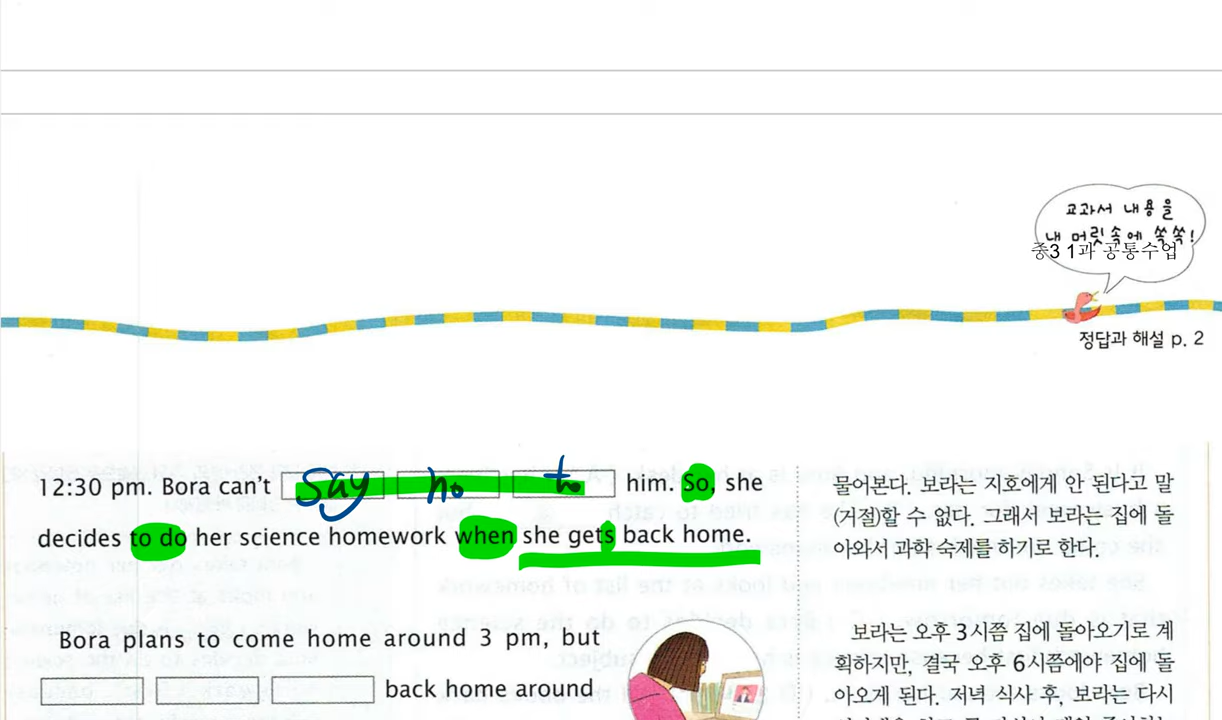 교과서 내용을
내 머릿속에 쏙쏙!
중3 1과 공통수업
정답과 해설 p. 2
12:30 pm. Bora can't say no to him. So, she
decides to do her science homework when she gets back home.
Bora plans to come home around 3 pm, but
back home around
물어본다. 보라는 지호에게 안 된다고 말
(거절)할 수 없다. 그래서 보라는 집에 돌
아와서 과학 숙제를 하기로 한다.
보라는 오후 3시쯤 집에 돌아오기로 계
획하지만, 결국 오후 6시쯤에야 집에 돌
아오게 된다. 저녁 식사 후, 보라는 다시